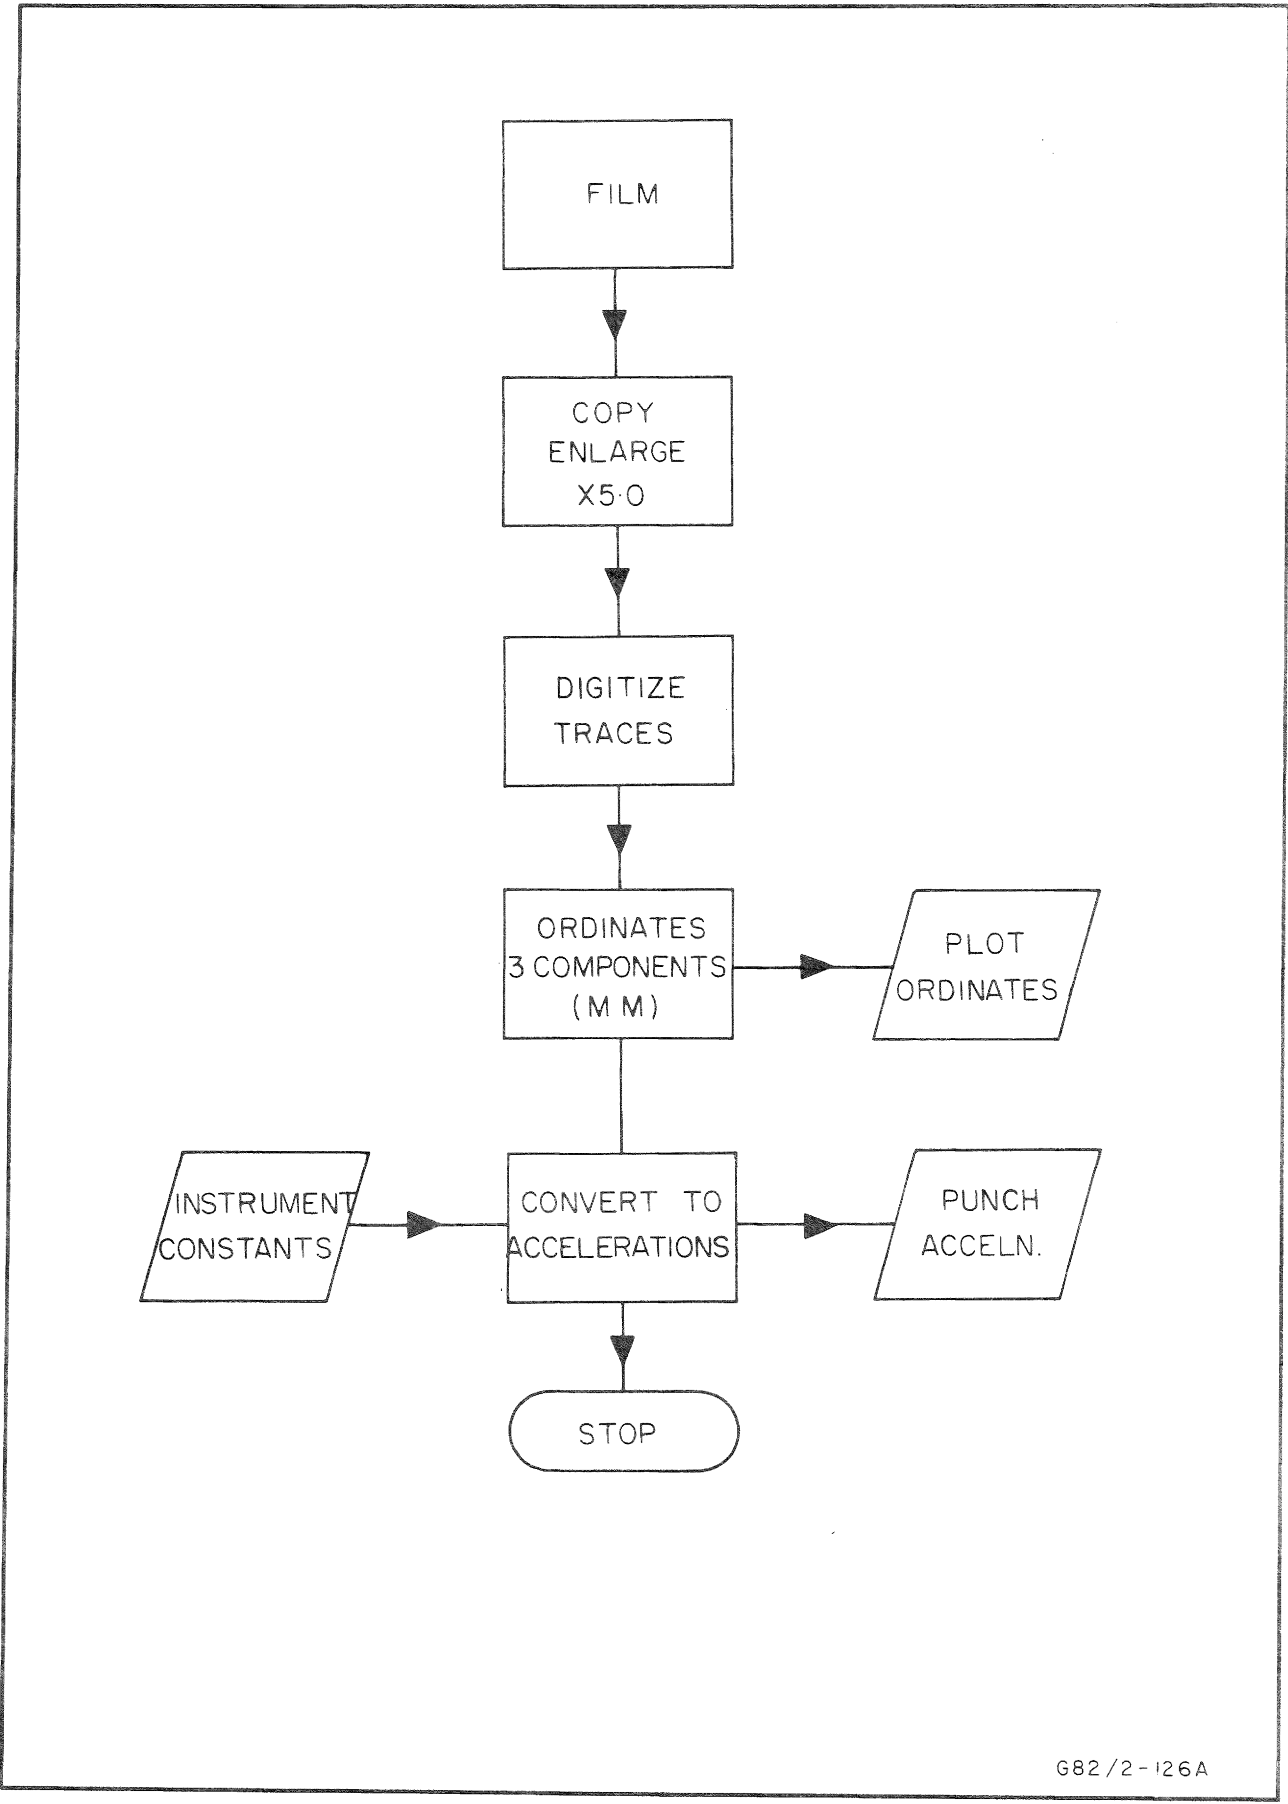 FILM
COPY
ENLARGE
X5·0
DIGITIZE
TRACES
ORDINATES
3 COMPONENTS
(MM)
PLOT
ORDINATES
INSTRUMENT
CONSTANTS
CONVERT TO
ACCELERATIONS
PUNCH
ACCELN.
STOP
G82/2-126A